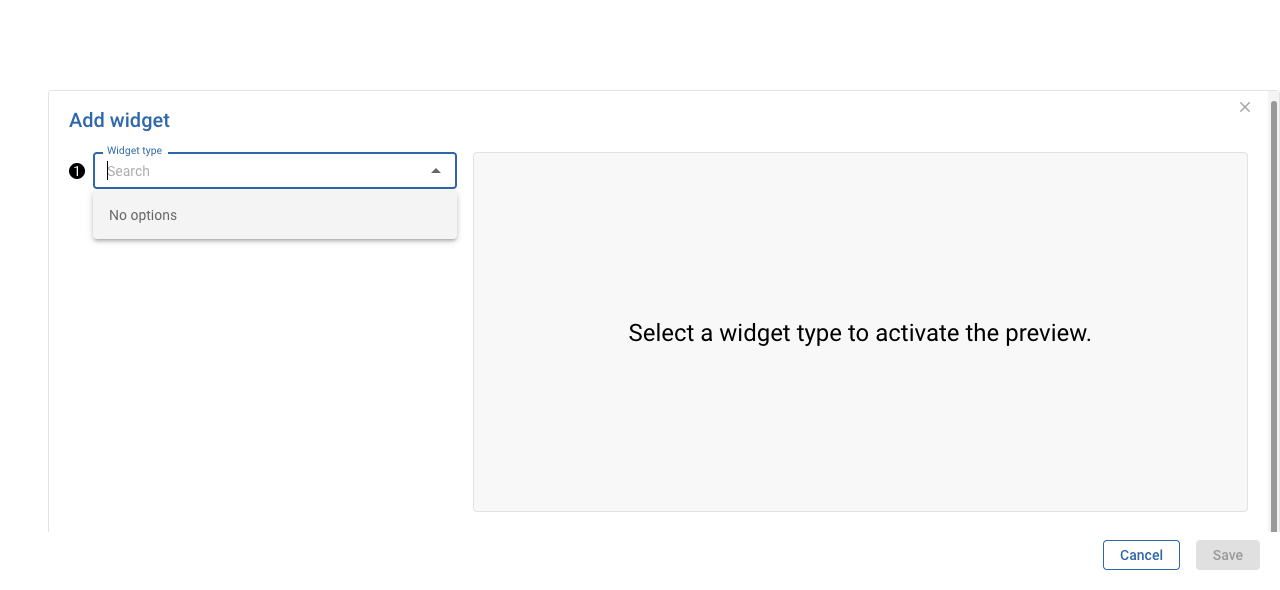 Add widget
Widget type
1
Search
No options
Select a widget type to activate the preview.
Cancel
Save